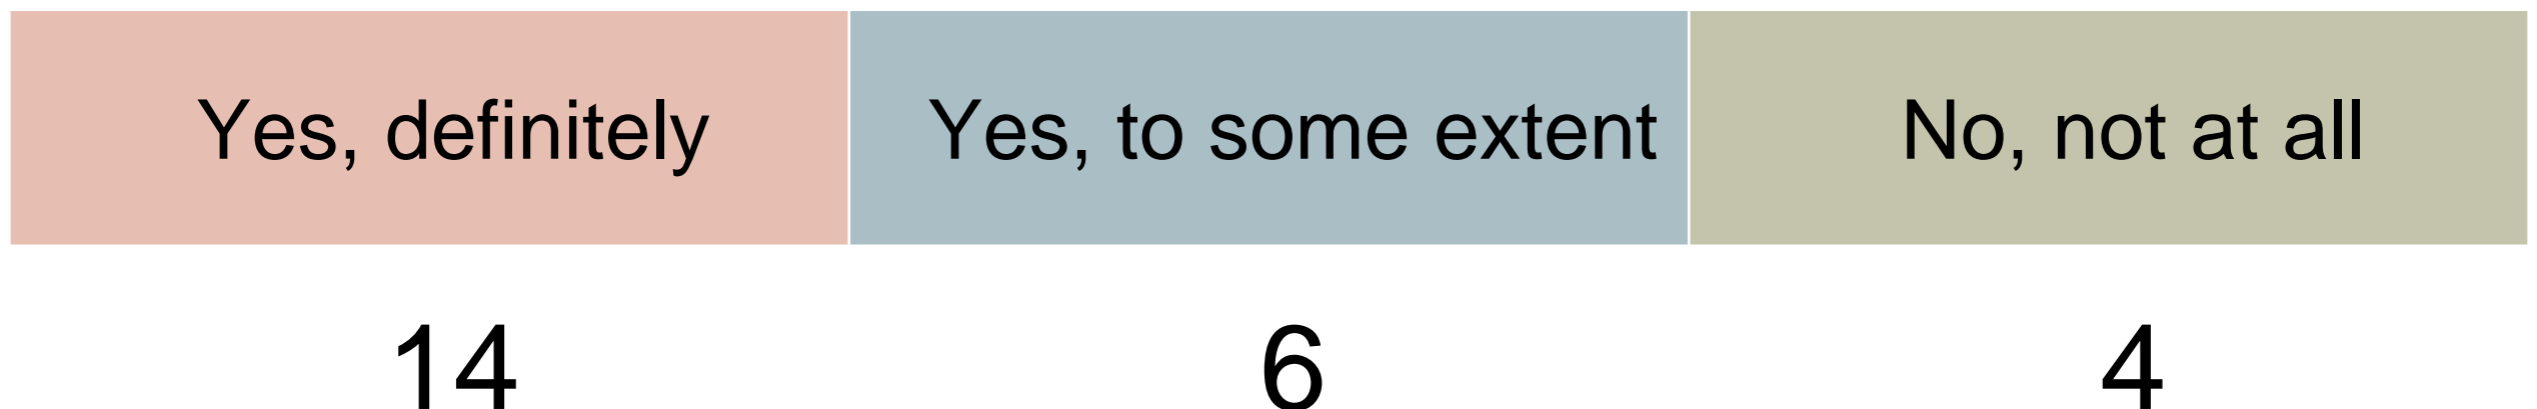 Yes, definitely Yes, to some extent No, not at all
14 6 4